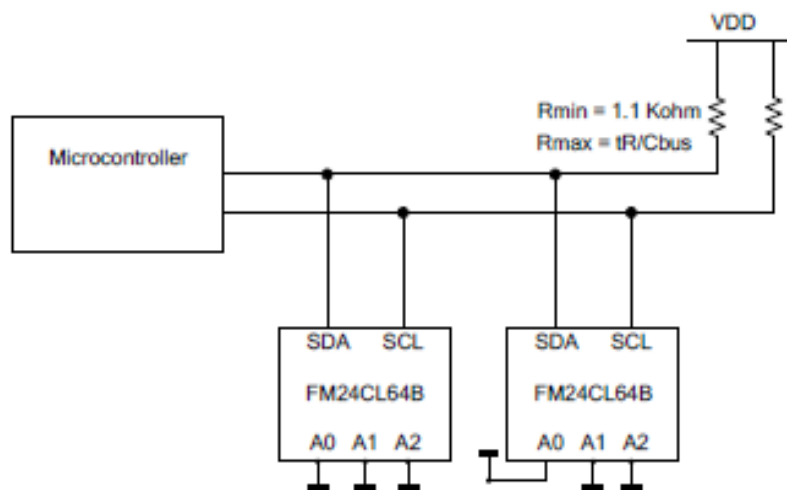 VDD
Rmin = 1.1 Kohm
Rmax = tR/Cbus
Microcontroller
SDA SCL
FM24CL64B
A0 A1 A2
SDA SCL
FM24CL64B
A0 A1 A2